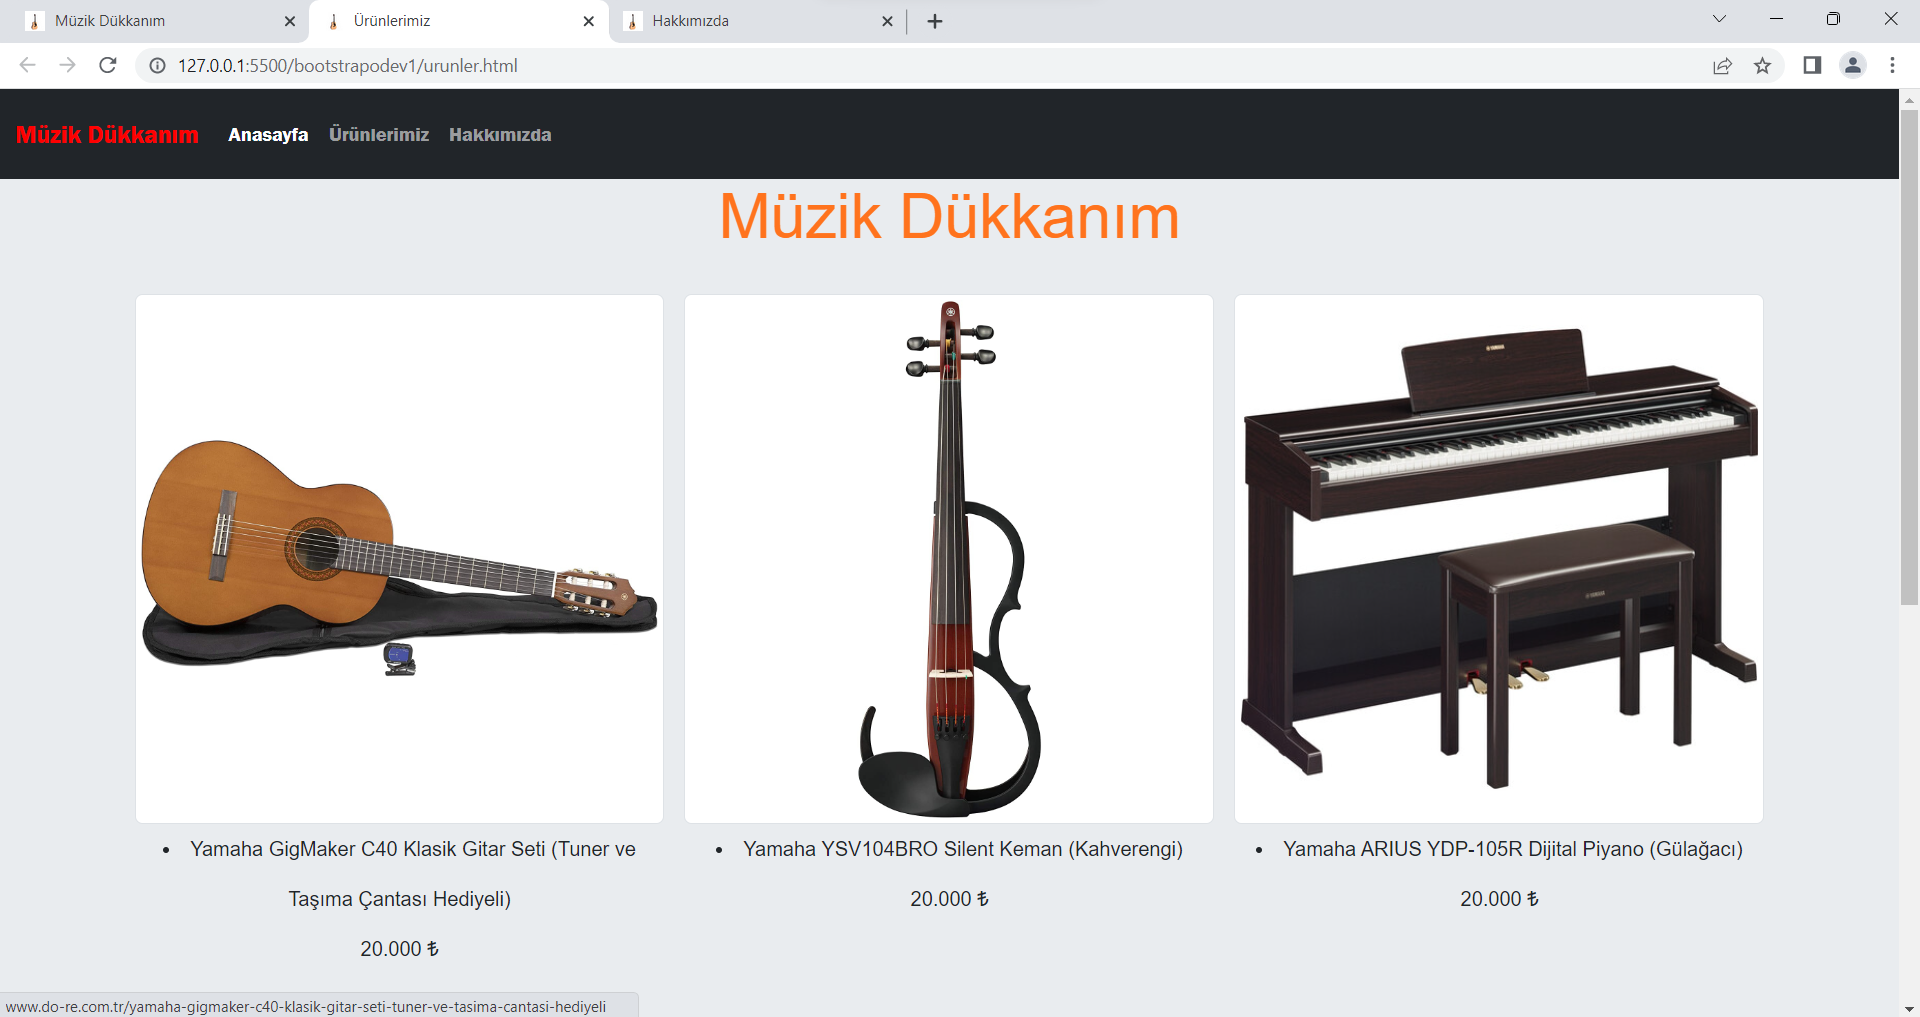 Müzik Dükkanım
Ürünlerimiz
Hakkımızda
127.0.0.1:5500/bootstrapodev1/urunler.html
Müzik Dükkanım
Anasayfa
Ürünlerimiz
Hakkımızda
Müzik Dükkanım
YAMAHA
YAMAHA
• Yamaha GigMaker C40 Klasik Gitar Seti (Tuner ve
Taşıma Çantası Hediyeli)
20.000 ₺
• Yamaha YSV104BRO Silent Keman (Kahverengi)
20.000 ₺
• Yamaha ARIUS YDP-105R Dijital Piyano (Gülağacı)
20.000 ₺
www.do-re.com.tr/yamaha-gigmaker-c40-klasik-gitar-seti-tuner-ve-tasima-cantasi-hediyeli